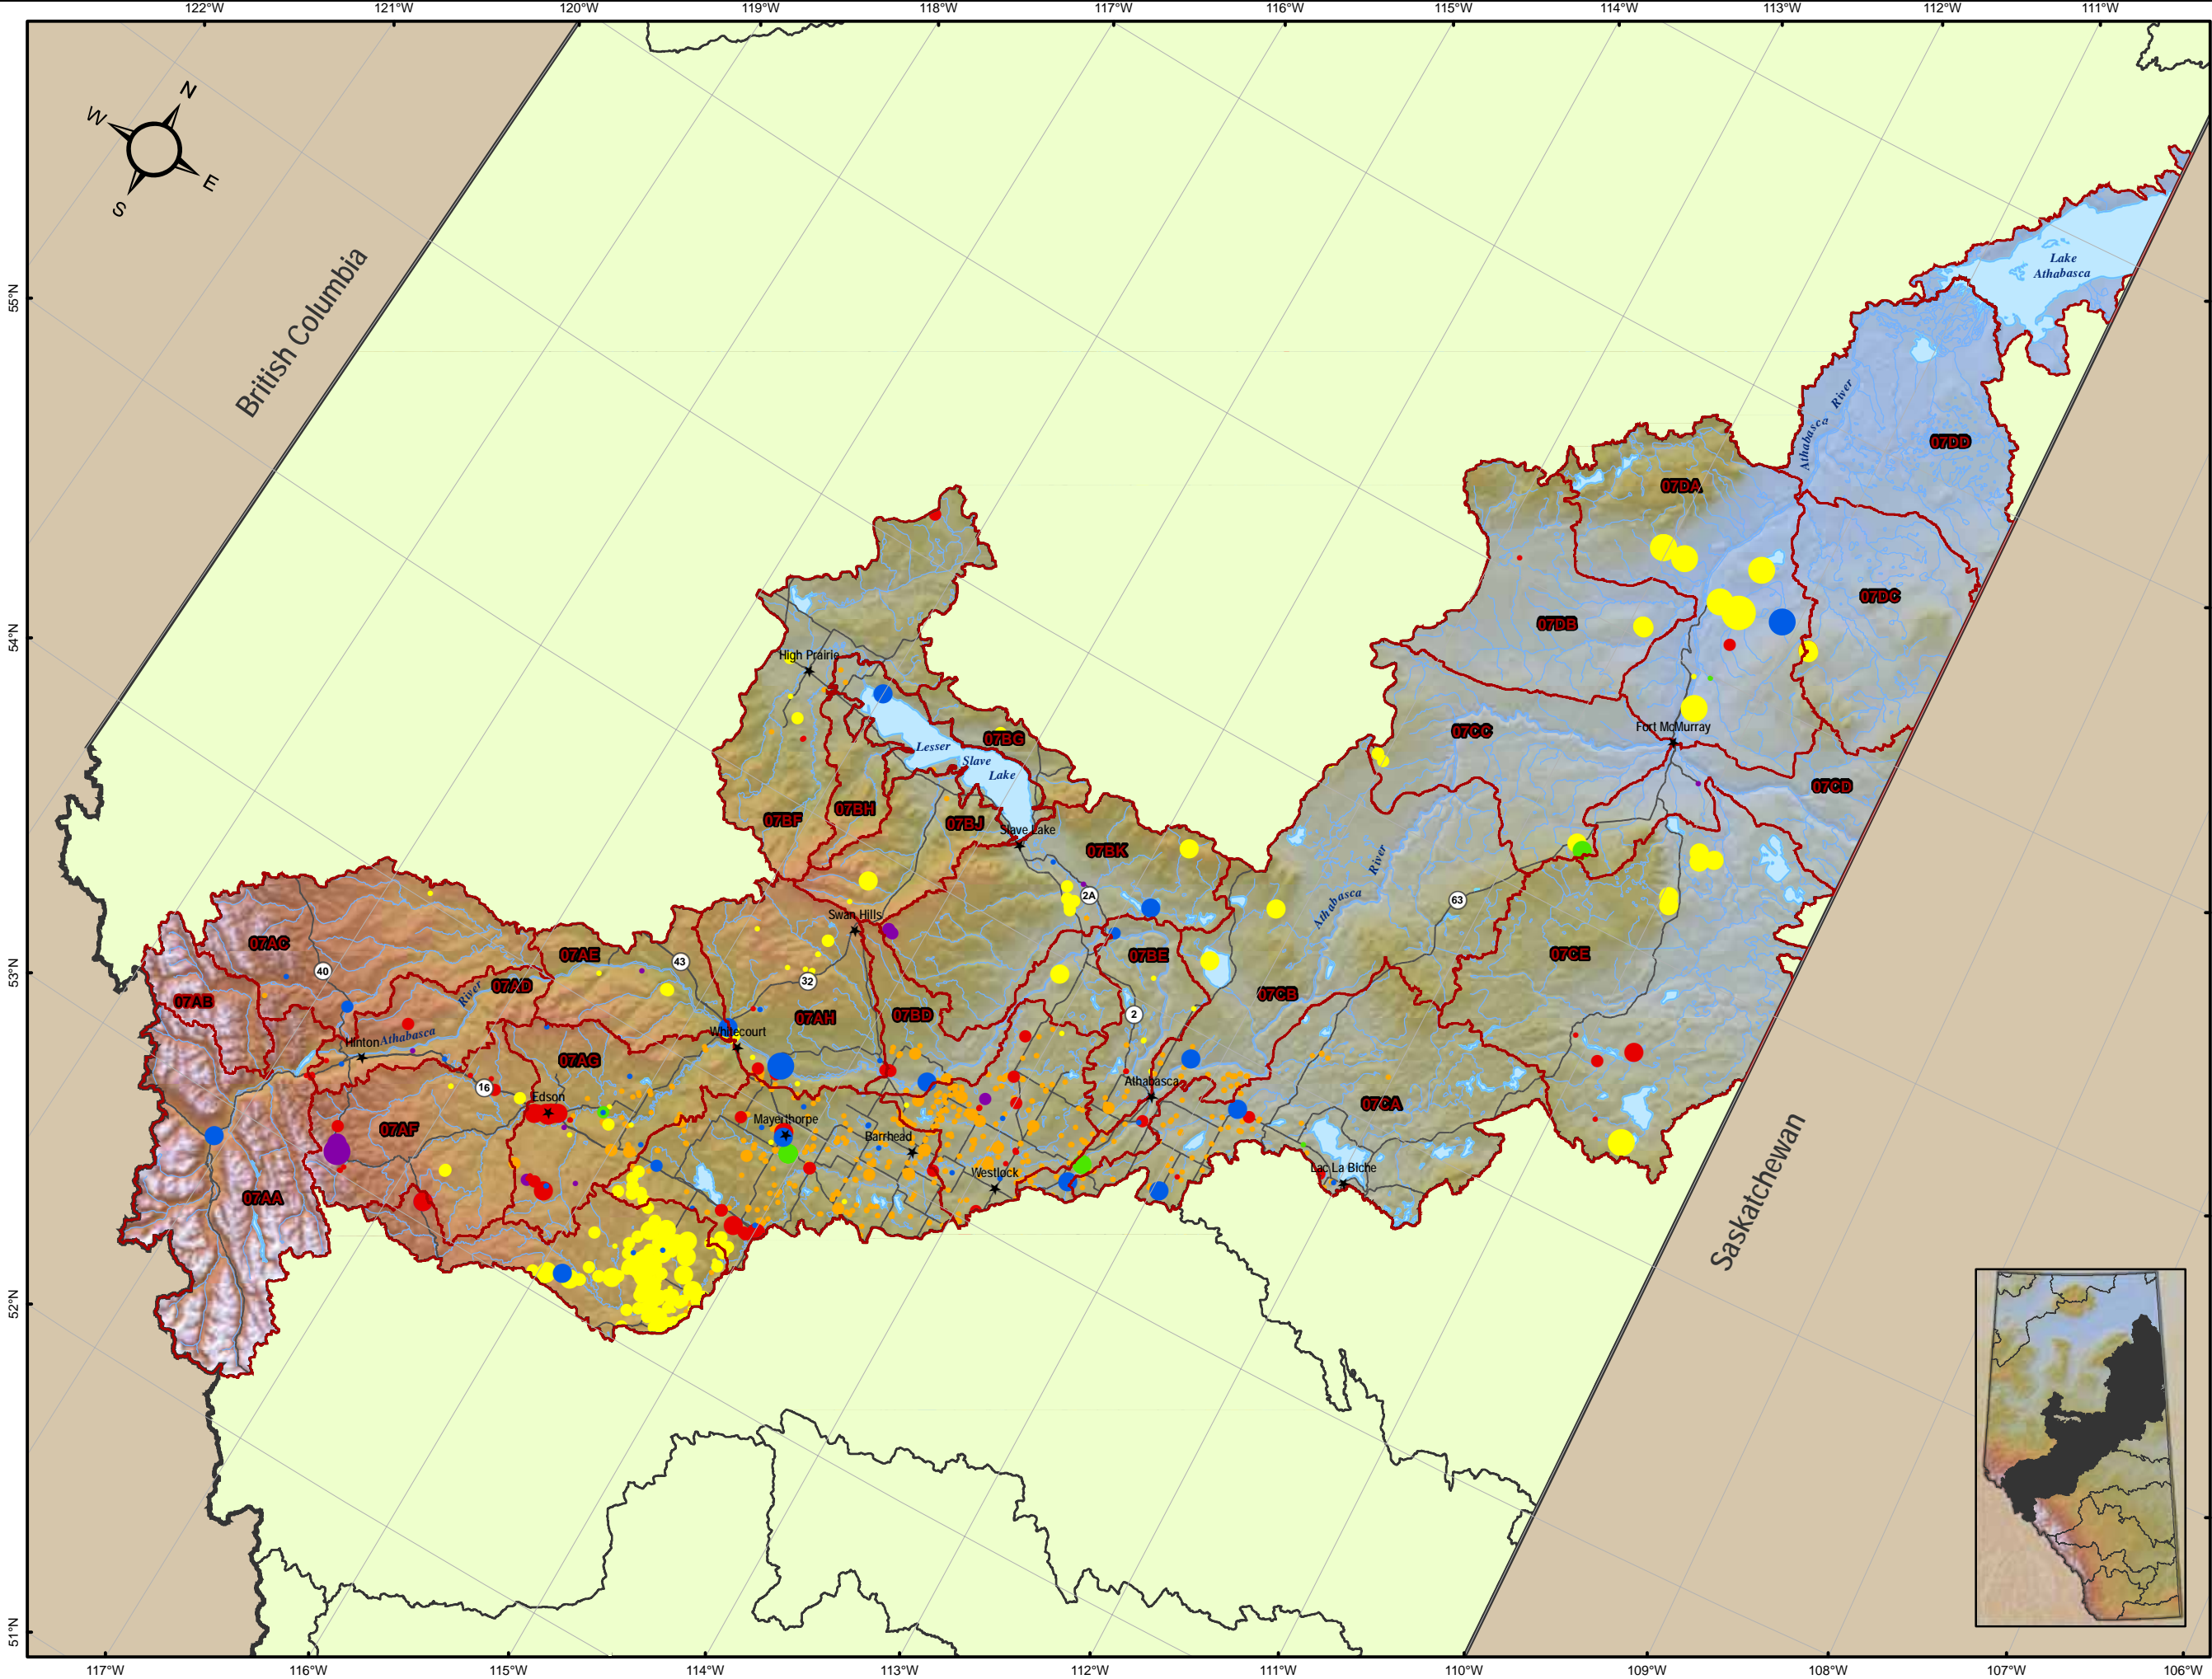 122°W 121°W 120°W 119°W 118°W 117°W 116°W 115°W 114°W 113°W 112°W 111°W
N
W
E
S
British Columbia
55°N
54°N
53°N
52°N
51°N
Lake
Athabasca
Athabasca River
07DD
07DA
07DC
07DB
High Prairie
Lesser
Slave
Lake
07BG
07CC
Fort McMurray
07CD
07BF
07BH
07BJ
Slave Lake
07BK
Athabasca River
2A
63
Swan Hills
07AC
07AE
43
40
32
07BE
07CE
07AB
River
07AD
07CB
07AH
07BD
2
Hinton
Athabasca
Whitecourt
07AG
16
Edson
Athabasca
07CA
07AF
Mayerthorpe
Barrhead
Westlock
Lac La Biche
07AA
Saskatchewan
117°W 116°W 115°W 114°W 113°W 112°W 111°W 110°W 109°W 108°W 107°W 106°W